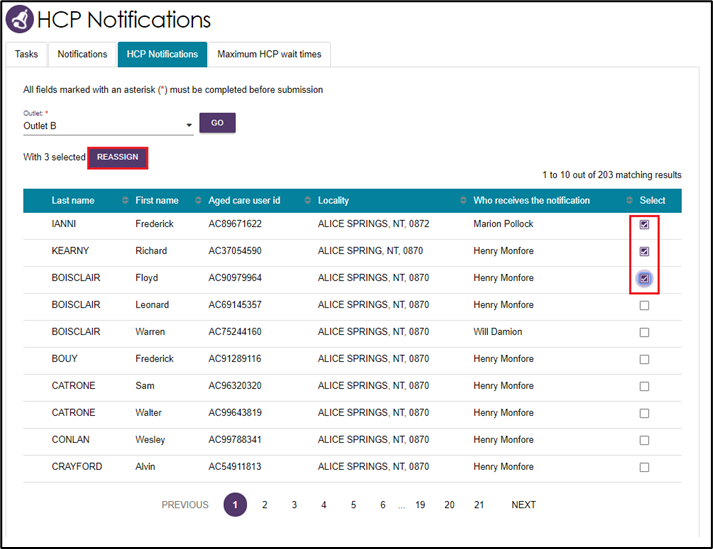 HCP Notifications
Tasks Notifications HCP Notifications Maximum HCP wait times
All fields marked with an asterisk (*) must be completed before submission
Outlet: *
Outlet B GO
With 3 selected REASSIGN
1 to 10 out of 203 matching results
Last name First name Aged care user id Locality Who receives the notification Select
IANNI Frederick AC89671622 ALICE SPRINGS, NT, 0872 Marion Pollock
KEARNY Richard AC37054590 ALICE SPRING, NT, 0870 Henry Monfore
BOISCLAIR Floyd AC90979964 ALICE SPRINGS, NT, 0870 Henry Monfore
BOISCLAIR Leonard AC69145357 ALICE SPRINGS, NT, 0870 Henry Monfore
BOISCLAIR Warren AC75244160 ALICE SPRINGS, NT, 0870 Will Damion
BOUY Frederick AC91289116 ALICE SPRINGS, NT, 0870 Henry Monfore
CATRONE Sam AC96320320 ALICE SPRINGS, NT, 0870 Henry Monfore
CATRONE Walter AC99643819 ALICE SPRINGS, NT, 0870 Henry Monfore
CONLAN Wesley AC99788341 ALICE SPRINGS, NT, 0870 Henry Monfore
CRAYFORD Alvin AC54911813 ALICE SPRINGS, NT, 0870 Henry Monfore
PREVIOUS 1 2 3 4 5 6 ... 19 20 21 NEXT